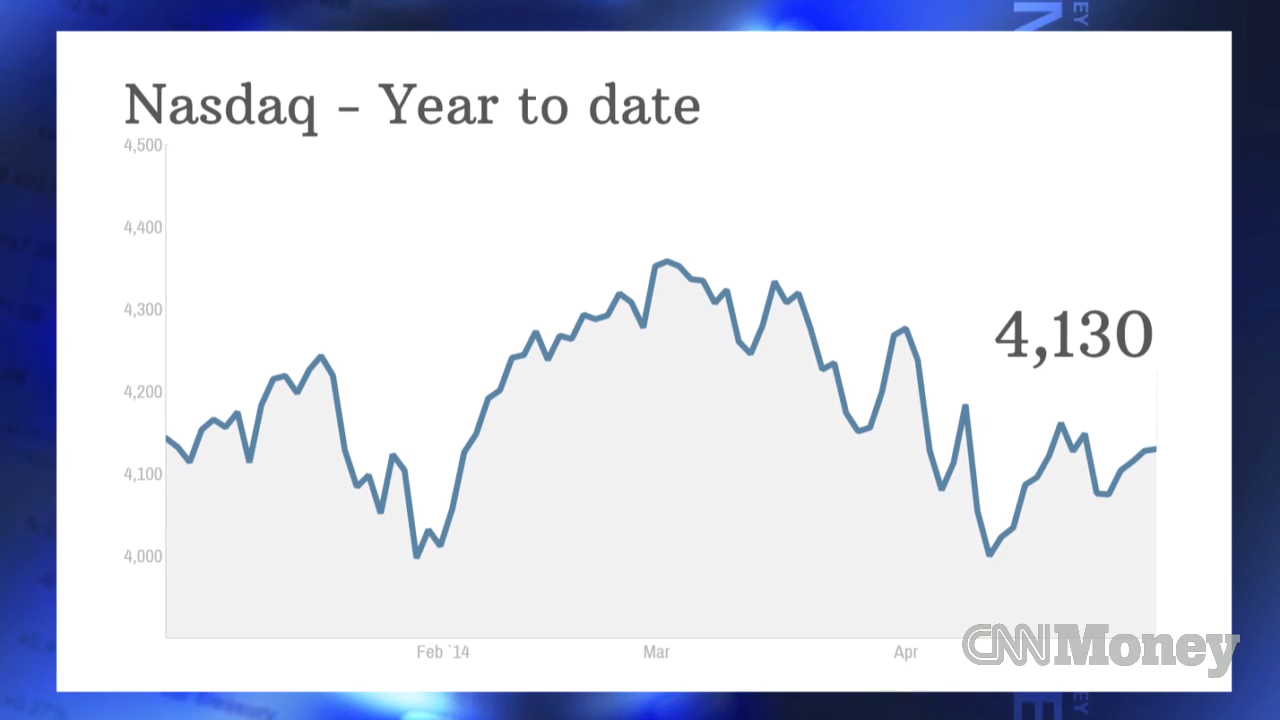 Nasdaq - Year to date
4,500
4,400
4,300
4,130
4,200
4,100
4,000
Feb `14
Mar
Apr
CNNMoney